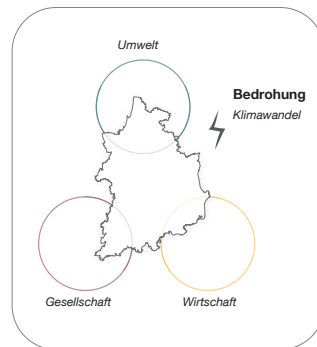 Umwelt
Bedrohung
Klimawandel
Gesellschaft
Wirtschaft